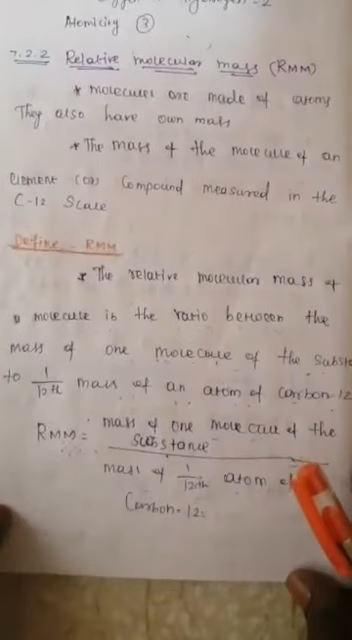 Atomicity ③
7.2.2 Relative molecular mass (RMM)
* molecules are made of atoms
They also have own mass
* The mass of the molecule of an
element (or) Compound measured in the
C-12 Scale
Define - RMM
* The relative molecular mass of
a molecule is the ratio between the
mass of one molecule of the Subst
to 1/12th mass of an atom of Carbon-12
RMM = mass of one molecule of the
Substance
mass of 1/12th atom of
Carbon-12.